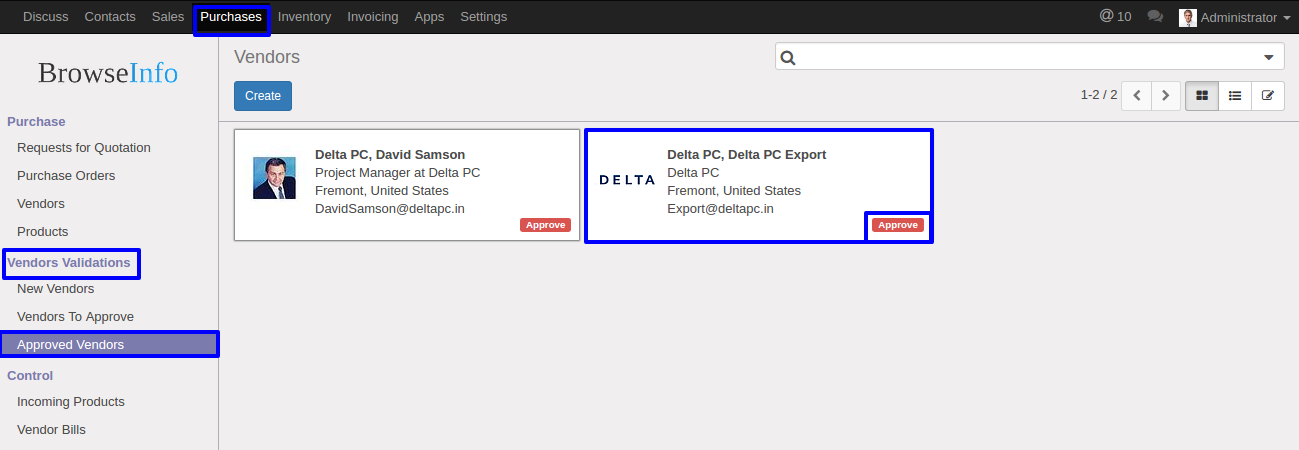 Discuss Contacts Sales Purchases Inventory Invoicing Apps Settings @ 10 Administrator
BrowseInfo
Vendors
Create
1-2 / 2
Purchase
Requests for Quotation
Purchase Orders
Vendors
Products
Vendors Validations
New Vendors
Vendors To Approve
Approved Vendors
Control
Incoming Products
Vendor Bills
Delta PC, David Samson
Project Manager at Delta PC
Fremont, United States
DavidSamson@deltapc.in
Approve
DELTA
Delta PC, Delta PC Export
Delta PC
Fremont, United States
Export@deltapc.in
Approve